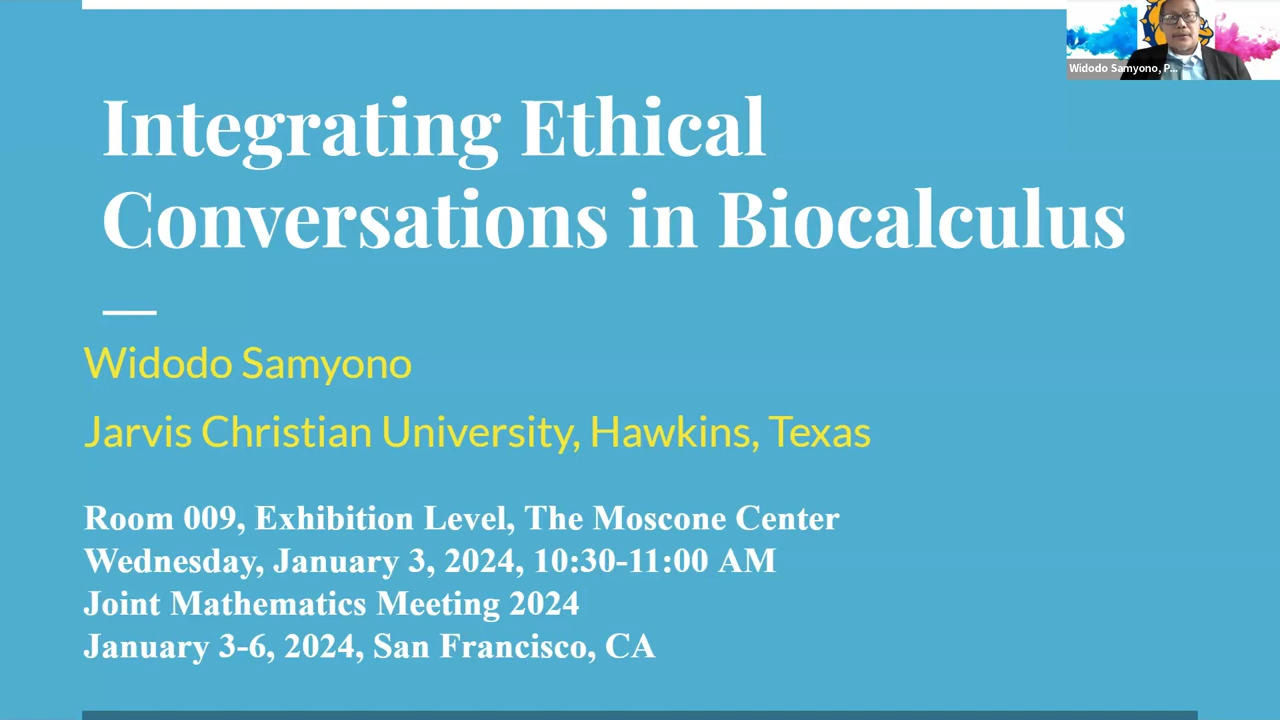 Widodo Samyono, P...
Integrating Ethical
Conversations in Biocalculus
Widodo Samyono
Jarvis Christian University, Hawkins, Texas
Room 009, Exhibition Level, The Moscone Center
Wednesday, January 3, 2024, 10:30-11:00 AM
Joint Mathematics Meeting 2024
January 3-6, 2024, San Francisco, CA